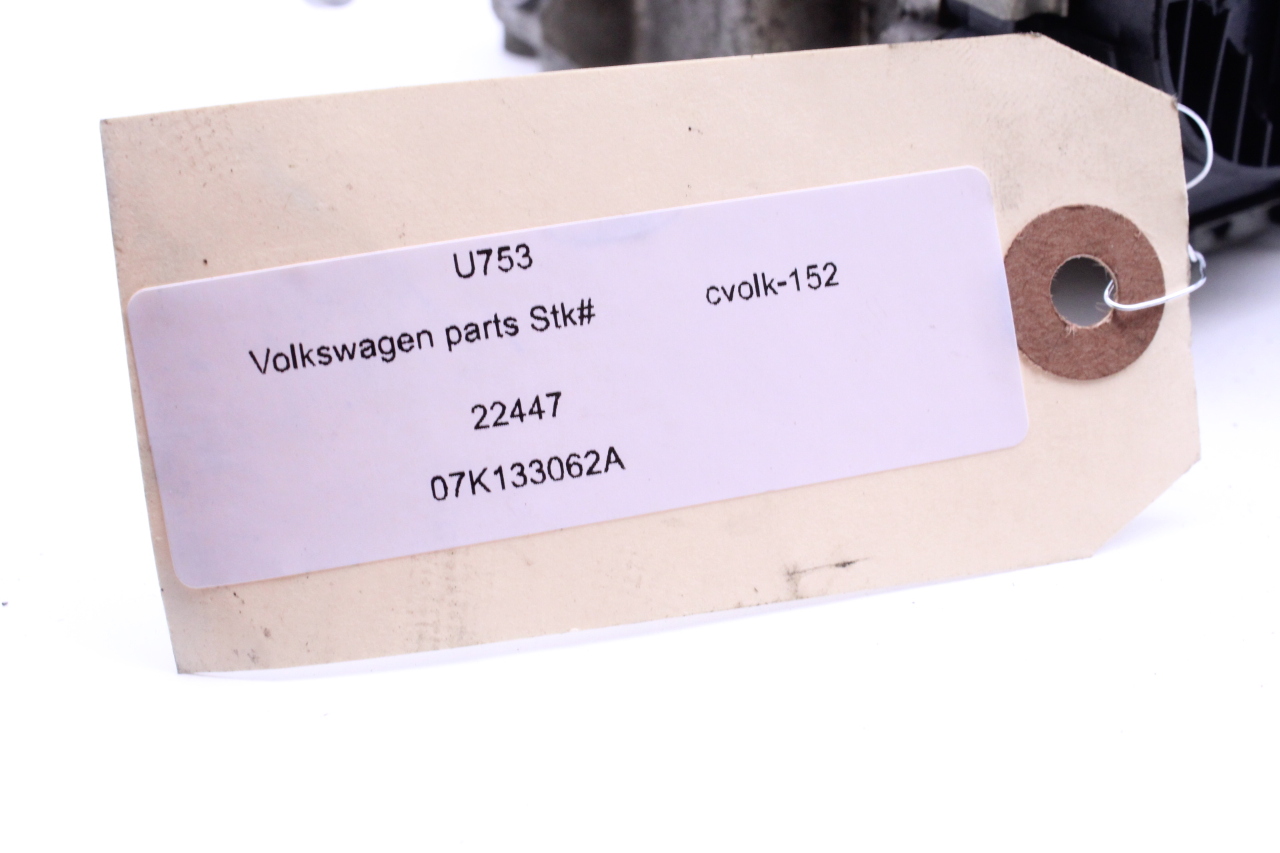 U753
Volkswagen parts Stk# cvolk-152
22447
07K133062A